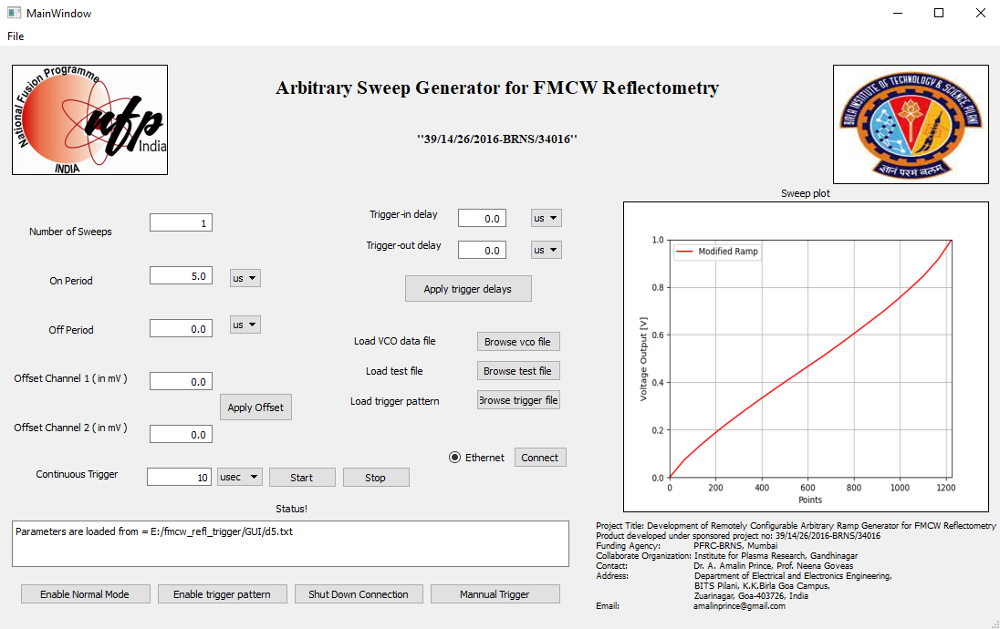 MainWindow
File
National Fusion Programme
nfp
India
INDIA
Arbitrary Sweep Generator for FMCW Reflectometry
"39/14/26/2016-BRNS/34016"
BIRLA INSTITUTE OF TECHNOLOGY & SCIENCE, PILANI
ज्ञानं परमं बलम्
Number of Sweeps 1
On Period 5.0 us
Off Period 0.0 us
Offset Channel 1 ( in mV ) 0.0
Apply Offset
Offset Channel 2 ( in mV ) 0.0
Continuous Trigger 10 usec Start Stop
Trigger-in delay 0.0 us
Trigger-out delay 0.0 us
Apply trigger delays
Load VCO data file Browse vco file
Load test file Browse test file
Load trigger pattern Browse trigger file
Ethernet Connect
Sweep plot
Modified Ramp
Voltage Output [V]
1.0
0.8
0.6
0.4
0.2
0.0
0 200 400 600 800 1000 1200
Points
Status!
Parameters are loaded from = E:/fmcw_refl_trigger/GUI/d5.txt
Enable Normal Mode Enable trigger pattern Shut Down Connection Mannual Trigger
Project Title: Development of Remotely Configurable Arbitrary Ramp Generator for FMCW Reflectometry
Product developed under sponsored project no: 39/14/26/2016-BRNS/34016
Funding Agency: PFRC-BRNS, Mumbai
Collaborate Organization: Institute for Plasma Research, Gandhinagar
Contact: Dr. A. Amalin Prince, Prof. Neena Goveas
Address: Department of Electrical and Electronics Engineering,
BITS Pilani, K.K.Birla Goa Campus,
Zuarinagar, Goa-403726, India
Email: amalinprince@gmail.com